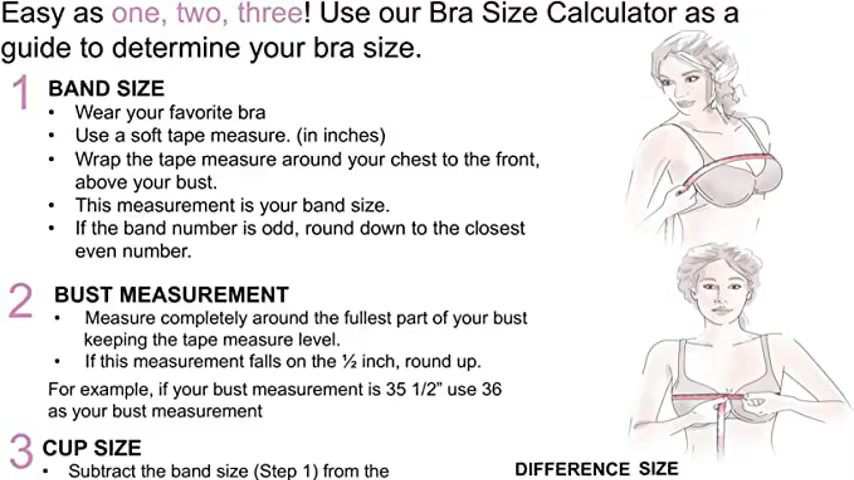 Easy as one, two, three! Use our Bra Size Calculator as a
guide to determine your bra size.
1 BAND SIZE
• Wear your favorite bra
• Use a soft tape measure. (in inches)
• Wrap the tape measure around your chest to the front,
above your bust.
• This measurement is your band size.
• If the band number is odd, round down to the closest
even number.
2 BUST MEASUREMENT
• Measure completely around the fullest part of your bust
keeping the tape measure level.
• If this measurement falls on the ½ inch, round up.
For example, if your bust measurement is 35 1/2” use 36
as your bust measurement
3 CUP SIZE
• Subtract the band size (Step 1) from the
DIFFERENCE SIZE